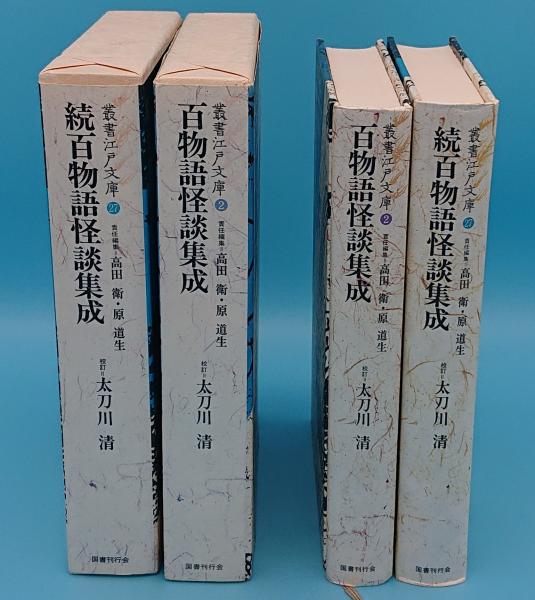 叢書江戸文庫 27
続百物語怪談集成
責任編集=高田 衛・原 道生
校訂=太刀川 清
国書刊行会
叢書江戸文庫 2
百物語怪談集成
責任編集=高田 衛・原 道生
校訂=太刀川 清
国書刊行会
叢書江戸文庫 2
百物語怪談集成
責任編集=高田 衛・原 道生
校訂=太刀川 清
国書刊行会
叢書江戸文庫 27
続百物語怪談集成
責任編集=高田 衛・原 道生
校訂=太刀川 清
国書刊行会